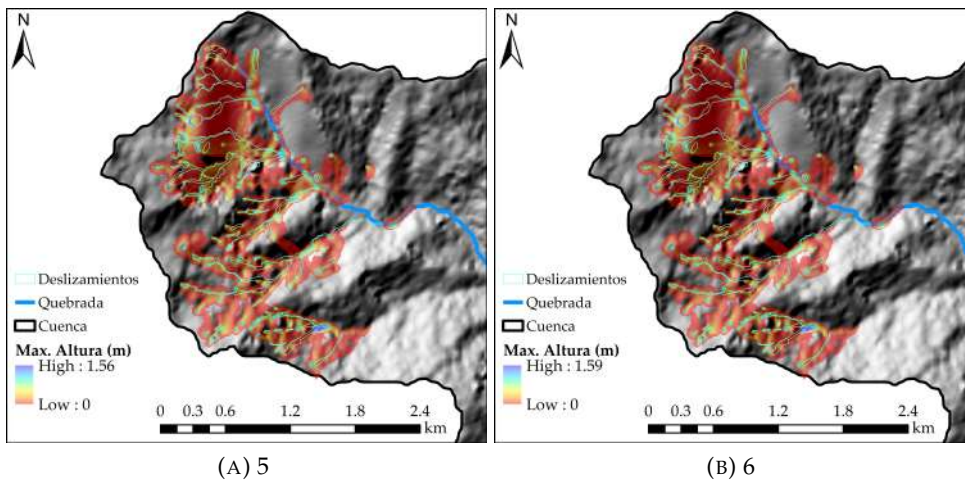 N
Deslizamientos
Quebrada
Cuenca
Max. Altura (m)
High : 1.56
Low : 0
0 0.3 0.6 1.2 1.8 2.4
km
(A) 5
N
Deslizamientos
Quebrada
Cuenca
Max. Altura (m)
High : 1.59
Low : 0
0 0.3 0.6 1.2 1.8 2.4
km
(B) 6